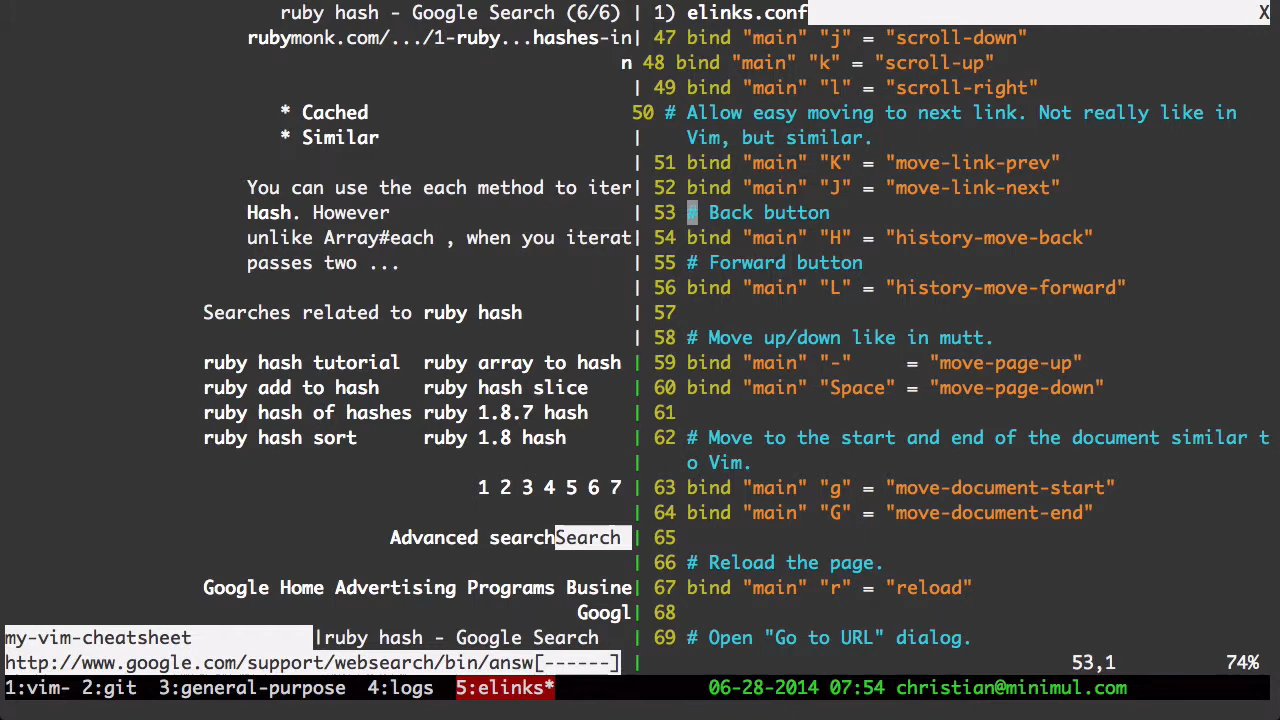 ruby hash - Google Search (6/6)
rubymonk.com/.../1-ruby...hashes-in
n
* Cached
* Similar
You can use the each method to iter
Hash. However
unlike Array#each , when you iterat
passes two ...
Searches related to ruby hash
ruby hash tutorial ruby array to hash
ruby add to hash ruby hash slice
ruby hash of hashes ruby 1.8.7 hash
ruby hash sort ruby 1.8 hash
1 2 3 4 5 6 7
Advanced searchSearch
Google Home Advertising Programs Busine
Googl
my-vim-cheatsheet |ruby hash - Google Search
http://www.google.com/support/websearch/bin/answ[------]
1) elinks.conf X
47 bind "main" "j" = "scroll-down"
48 bind "main" "k" = "scroll-up"
49 bind "main" "l" = "scroll-right"
50 # Allow easy moving to next link. Not really like in
Vim, but similar.
51 bind "main" "K" = "move-link-prev"
52 bind "main" "J" = "move-link-next"
53 # Back button
54 bind "main" "H" = "history-move-back"
55 # Forward button
56 bind "main" "L" = "history-move-forward"
57
58 # Move up/down like in mutt.
59 bind "main" "-" = "move-page-up"
60 bind "main" "Space" = "move-page-down"
61
62 # Move to the start and end of the document similar t
o Vim.
63 bind "main" "g" = "move-document-start"
64 bind "main" "G" = "move-document-end"
65
66 # Reload the page.
67 bind "main" "r" = "reload"
68
69 # Open "Go to URL" dialog.
53,1 74%
1:vim- 2:git 3:general-purpose 4:logs 5:elinks* 06-28-2014 07:54 christian@minimul.com